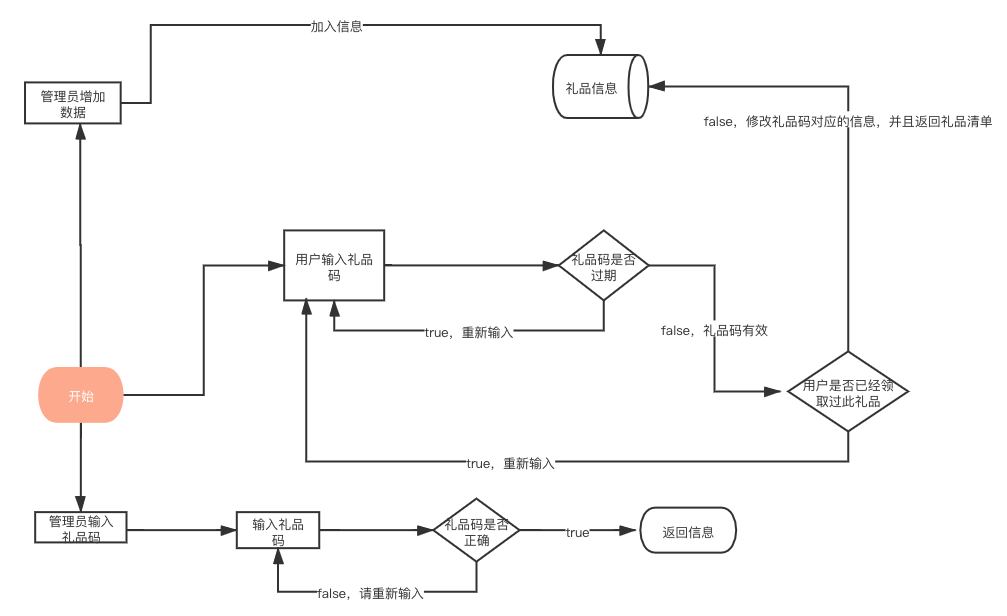 加入信息
礼品信息
管理员增加
数据
false，修改礼品码对应的信息，并且返回礼品清单
用户输入礼品
码
礼品码是否
过期
true，重新输入
false，礼品码有效
开始
用户是否已经领
取过此礼品
true，重新输入
管理员输入
礼品码
输入礼品
码
礼品码是否
正确
true
返回信息
false，请重新输入